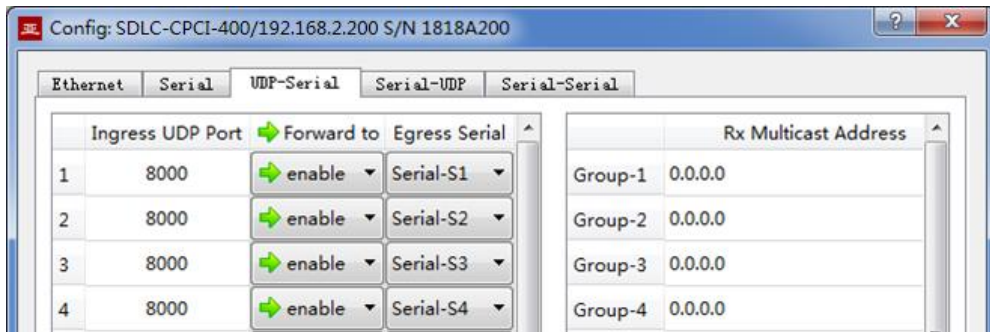 亚 Config: SDLC-CPCI-400/192.168.2.200 S/N 1818A200 ? X
Ethernet Serial UDP-Serial Serial-UDP Serial-Serial
Ingress UDP Port Forward to Egress Serial Rx Multicast Address
1 8000 enable Serial-S1 Group-1 0.0.0.0
2 8000 enable Serial-S2 Group-2 0.0.0.0
3 8000 enable Serial-S3 Group-3 0.0.0.0
4 8000 enable Serial-S4 Group-4 0.0.0.0